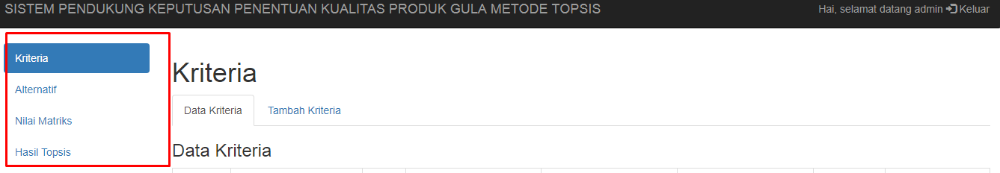 SISTEM PENDUKUNG KEPUTUSAN PENENTUAN KUALITAS PRODUK GULA METODE TOPSIS
Hai, selamat datang admin Keluar
Kriteria
Alternatif
Nilai Matriks
Hasil Topsis
Kriteria
Data Kriteria Tambah Kriteria
Data Kriteria